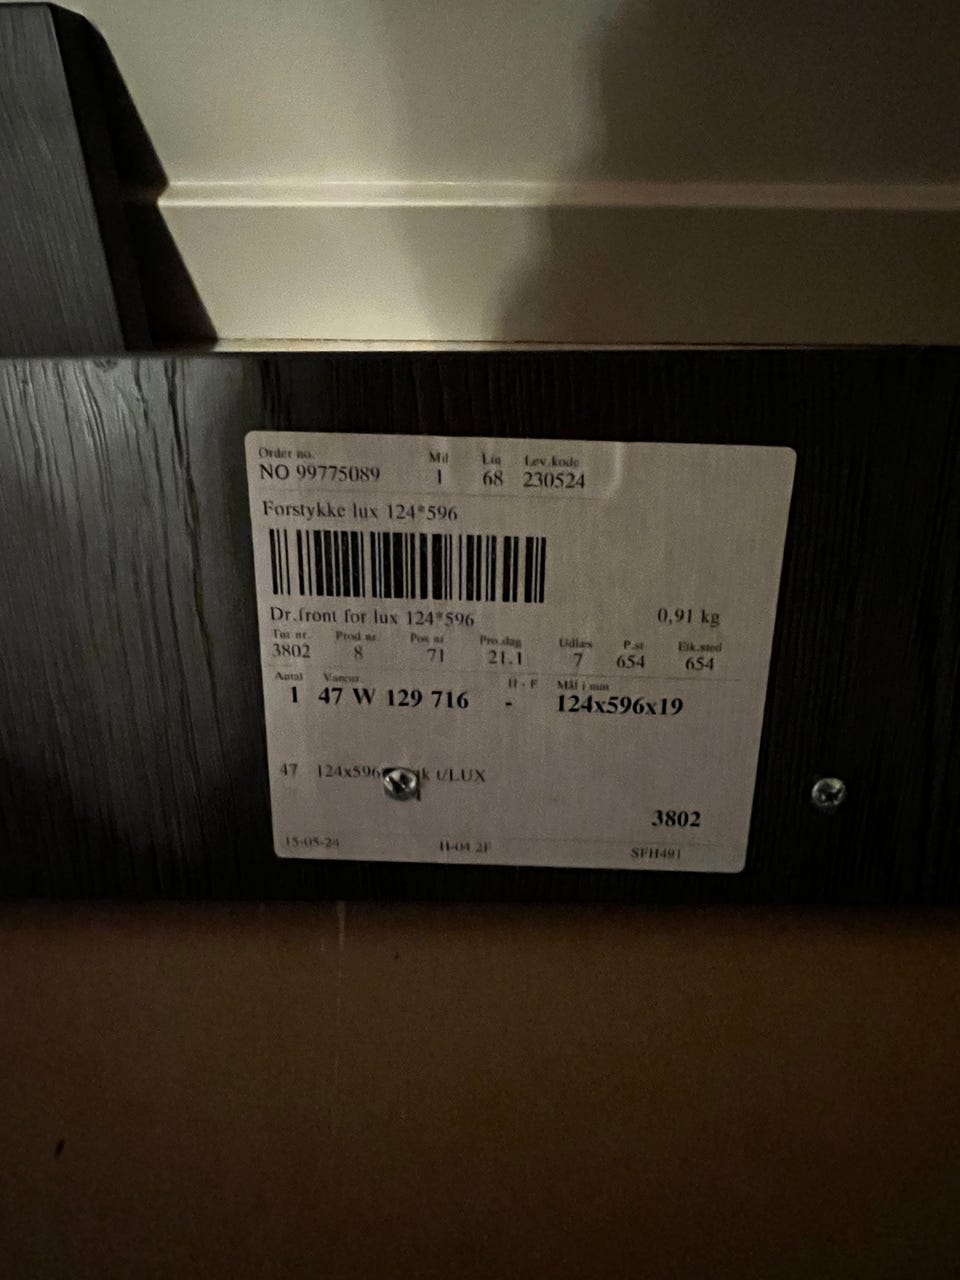 Order no. Mil Lin Lev.kode
NO 99775089 1 68 230524
Forstykke lux 124*596
Dr.front for lux 124*596 0,91 kg
Tur nr. Prod nr. Pos nr. Pro.dag Udlæs P.st Etk.sted
3802 8 71 21.1 7 654 654
Antal Varenr. H - F Mål i mm
1 47 W 129 716 - 124x596x19
47 124x596 k t/LUX
3802
15-05-24 H-04 2F SFH491